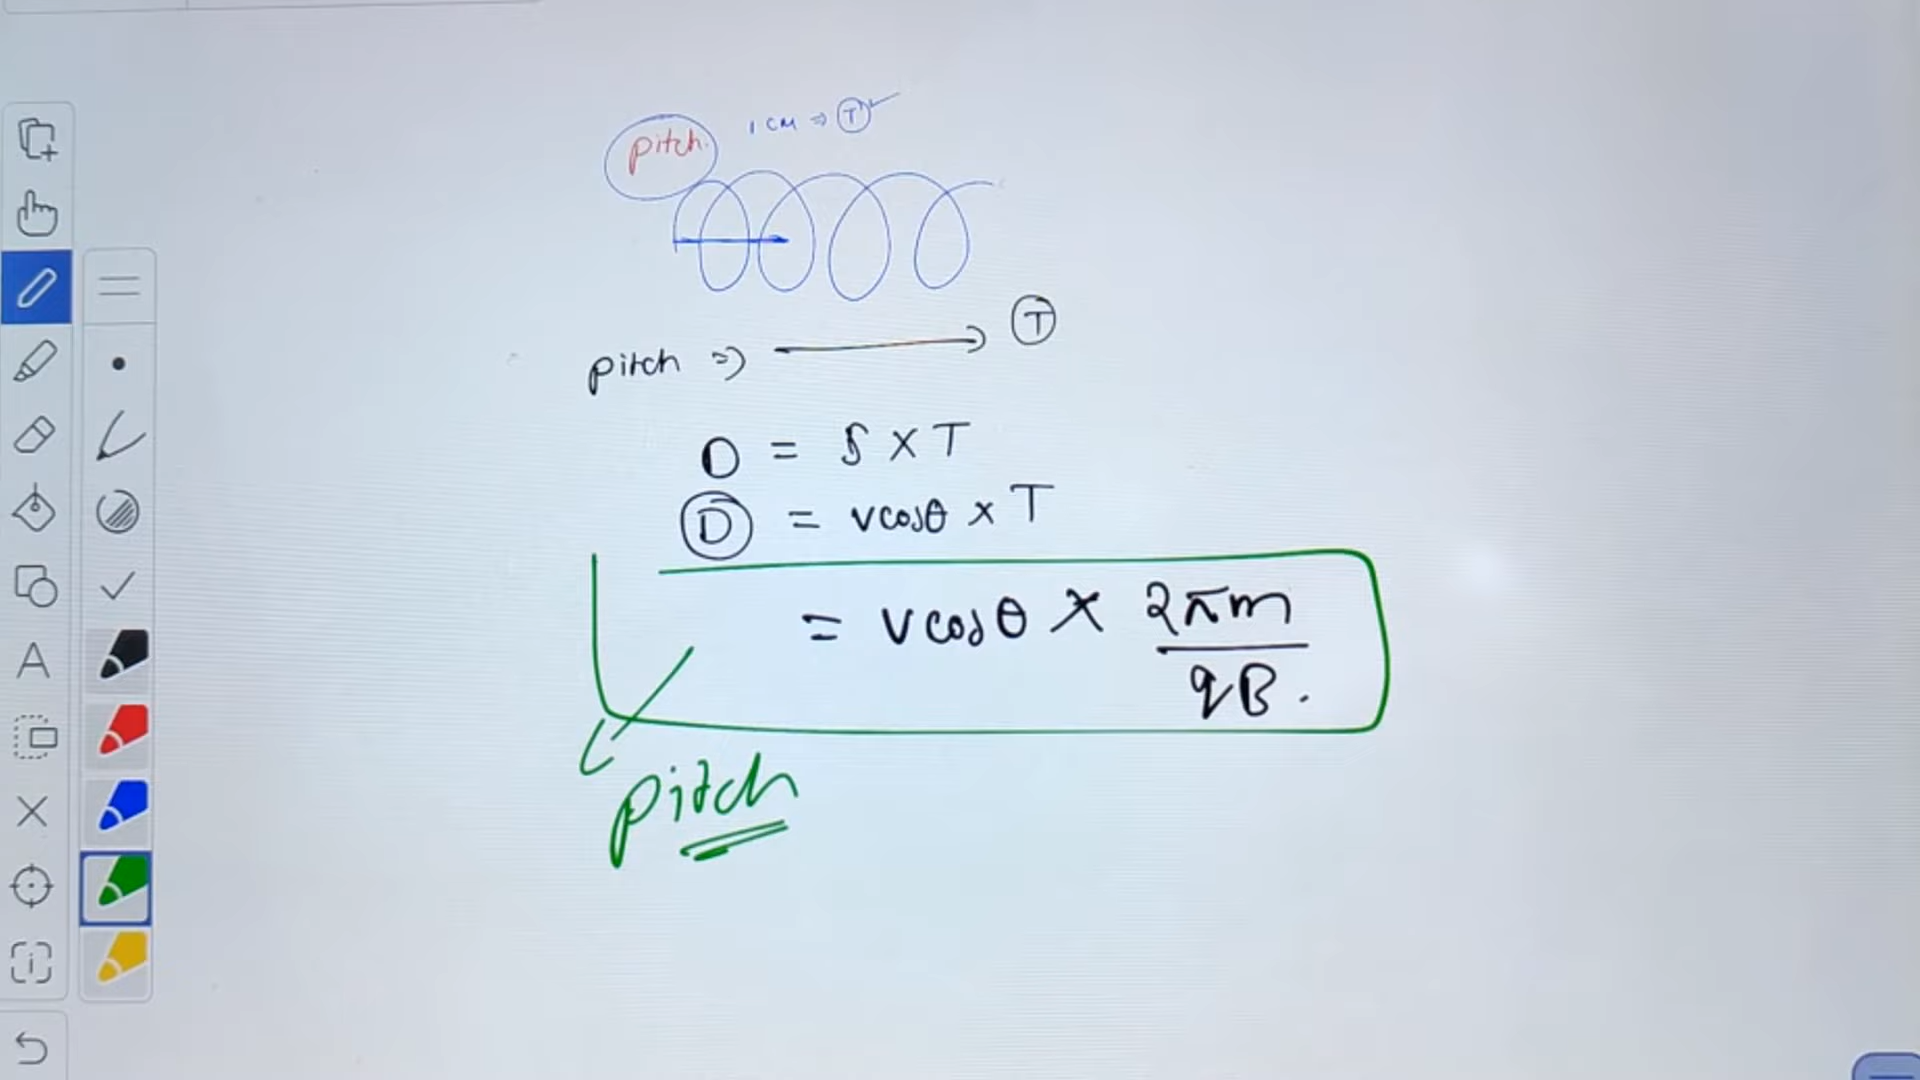 pitch. 1 CM ⇒ T
pitch ⇒ ⟶ T
D = S × T
D = vcosθ × T
= vcosθ × 2πm / qB.
pitch